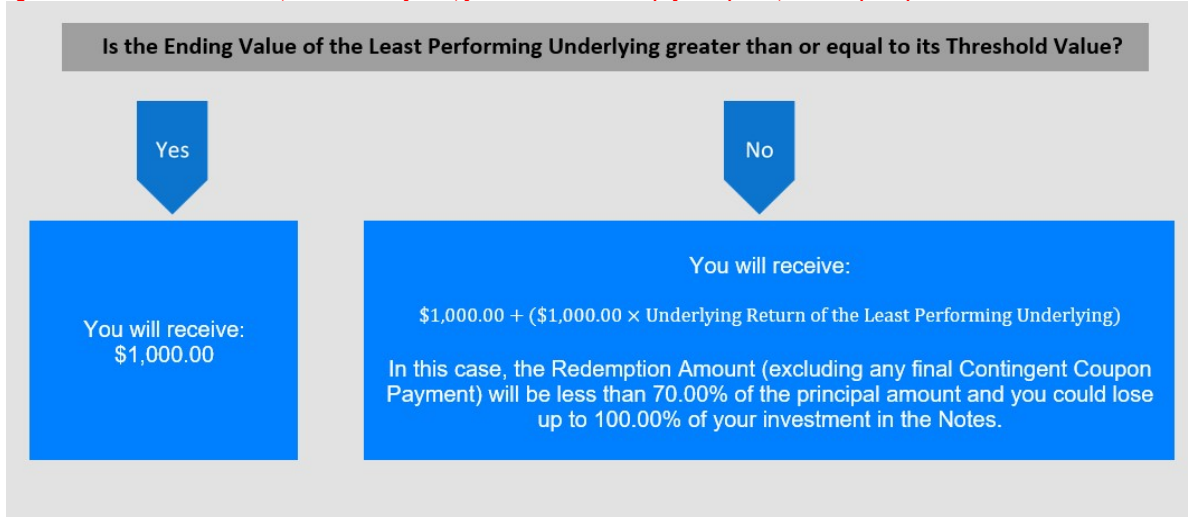 Is the Ending Value of the Least Performing Underlying greater than or equal to its Threshold Value?
Yes
No
You will receive:
$1,000.00
You will receive:
$1,000.00 + ($1,000.00 × Underlying Return of the Least Performing Underlying)
In this case, the Redemption Amount (excluding any final Contingent Coupon
Payment) will be less than 70.00% of the principal amount and you could lose
up to 100.00% of your investment in the Notes.